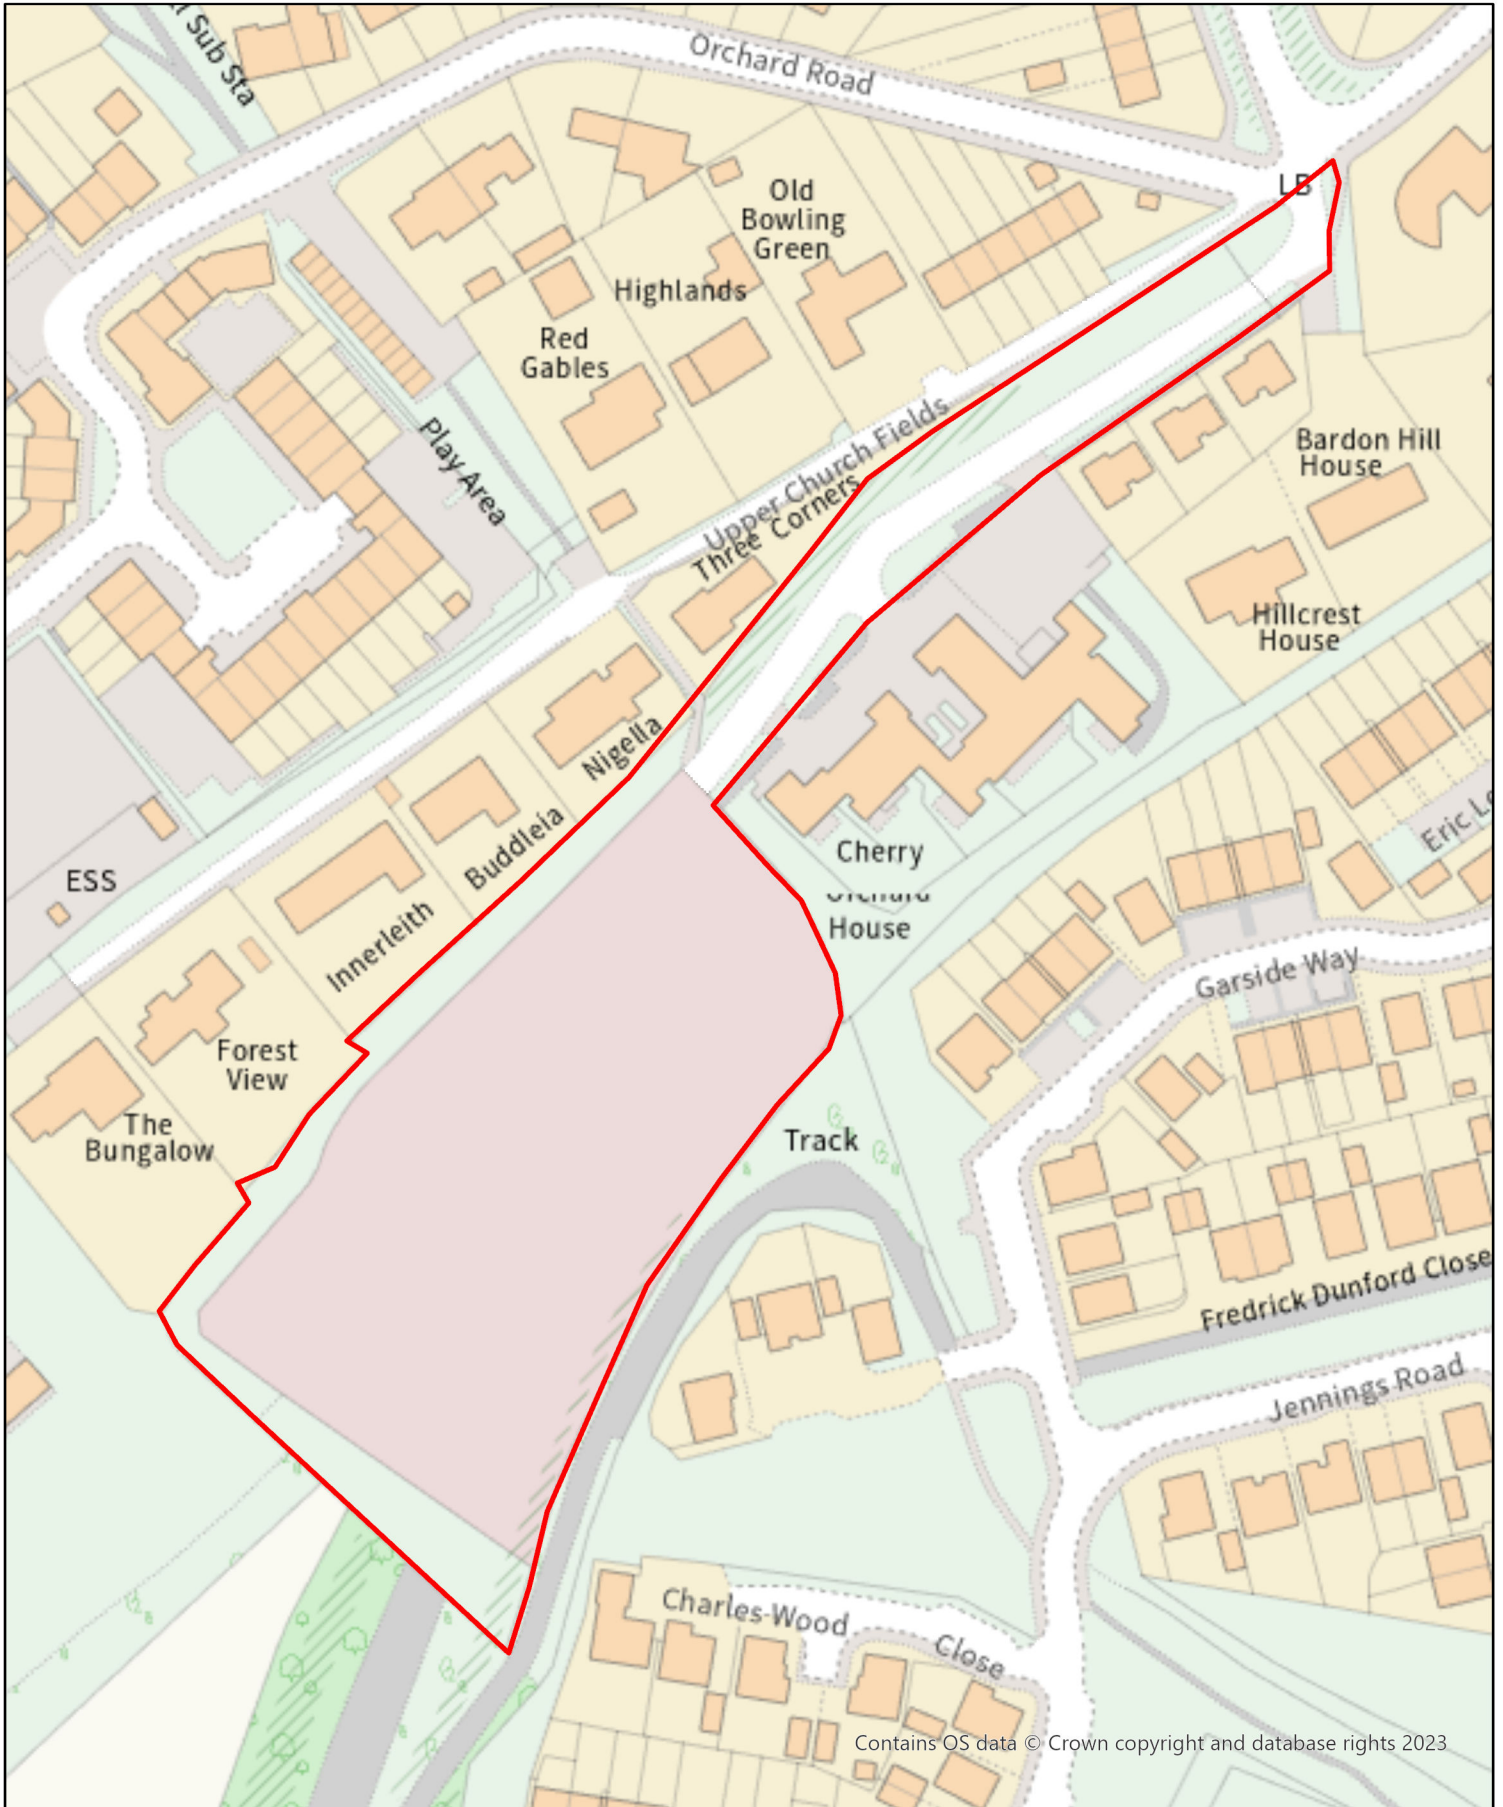 Sub Sta
Orchard Road
LB
Old
Bowling
Green
Highlands
Red
Gables
Play Area
Upper Church Fields
Three Corners
Bardon Hill
House
Hillcrest
House
Nigella
Buddleia
Innerleith
ESS
Cherry
Orchard
House
Eric Le
Garside Way
Forest
View
The
Bungalow
Track
Fredrick Dunford Close
Jennings Road
Charles Wood
Close
Contains OS data © Crown copyright and database rights 2023